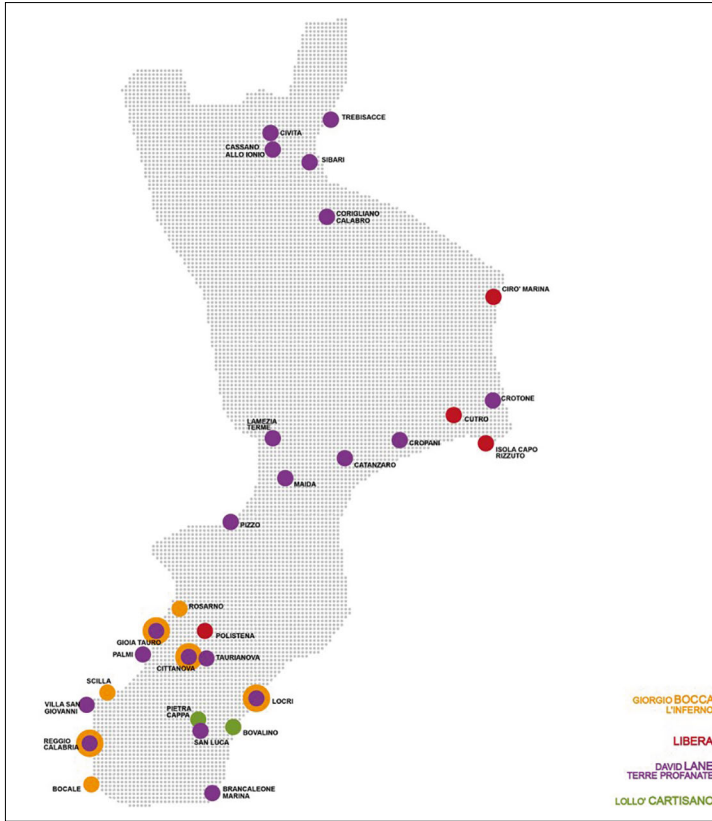 TREBISACCE
CIVITA
CASSANO
ALLO IONIO
SIBARI
CORIGLIANO
CALABRO
CIRO' MARINA
CROTONE
CUTRO
LAMEZIA
TERME
CROPANI
ISOLA CAPO
RIZZUTO
CATANZARO
MAIDA
PIZZO
ROSARNO
GIOIA TAURO
POLISTENA
PALMI
TAURIANOVA
CITTANOVA
SCILLA
LOCRI
VILLA SAN
GIOVANNI
PIETRA
CAPPA
BOVALINO
SAN LUCA
REGGIO
CALABRIA
BOCALE
BRANCALEONE
MARINA
GIORGIO BOCCA
L'INFERNO
LIBERA
DAVID LANE
TERRE PROFANATE
LOLLO' CARTISANO